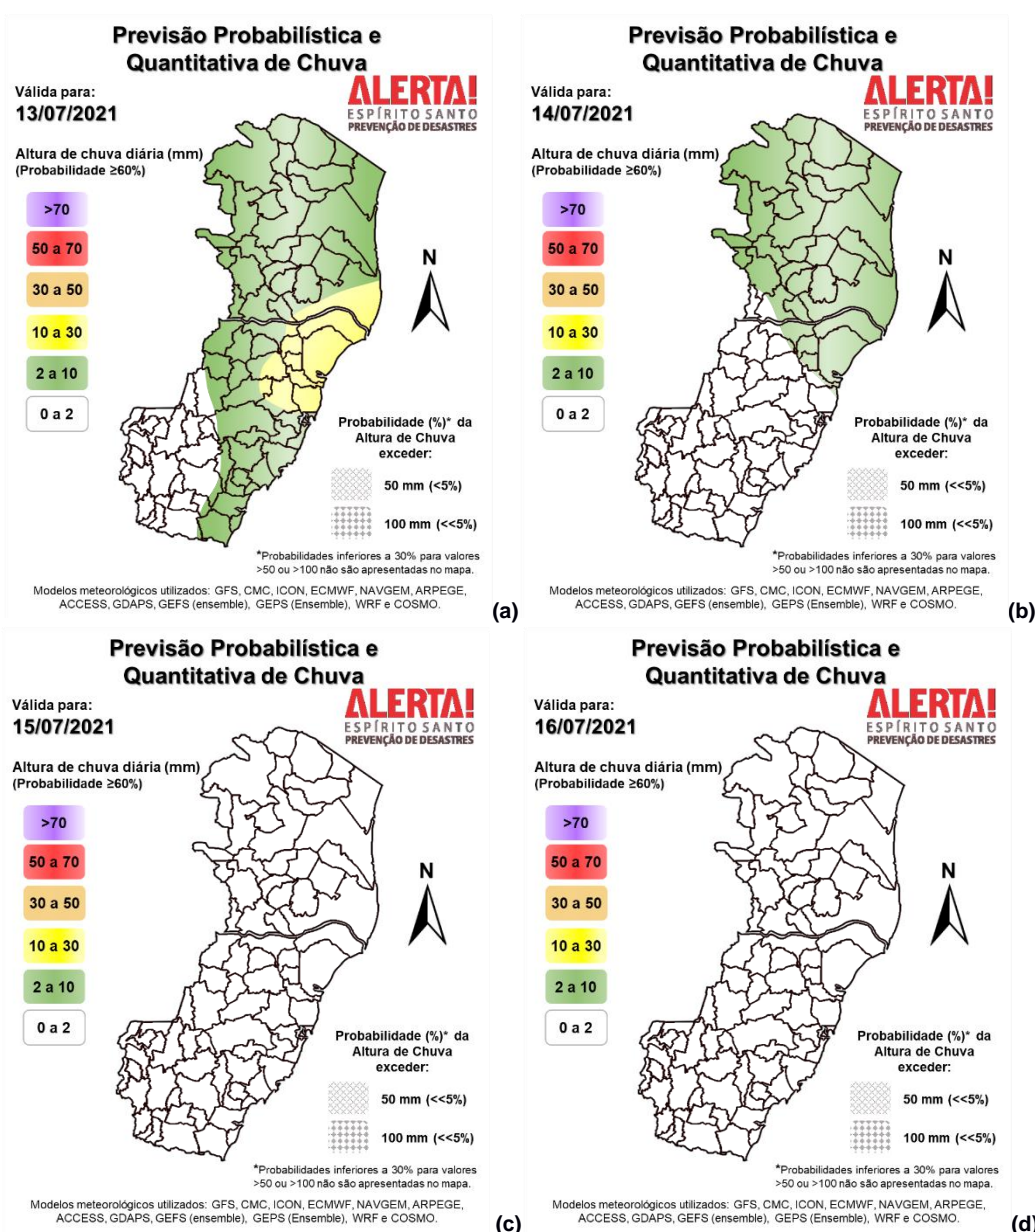 Previsão Probabilística e
Quantitativa de Chuva
Válida para:
13/07/2021
ALERTA!
ESPÍRITO SANTO
PREVENÇÃO DE DESASTRES
Altura de chuva diária (mm)
(Probabilidade ≥60%)
>70
50 a 70
30 a 50
10 a 30
2 a 10
0 a 2
N
Probabilidade (%)* da
Altura de Chuva
exceder:
50 mm (<5%)
100 mm (<<5%)
*Probabilidades inferiores a 30% para valores
>50 ou >100 não são apresentadas no mapa.
Modelos meteorológicos utilizados: GFS, CMC, ICON, ECMWF, NAVGEM, ARPEGE,
ACCESS, GDAPS, GEFS (ensemble), GEPS (Ensemble), WRF e COSMO.
(a)
Previsão Probabilística e
Quantitativa de Chuva
Válida para:
14/07/2021
ALERTA!
ESPÍRITO SANTO
PREVENÇÃO DE DESASTRES
Altura de chuva diária (mm)
(Probabilidade ≥60%)
>70
50 a 70
30 a 50
10 a 30
2 a 10
0 a 2
N
Probabilidade (%)* da
Altura de Chuva
exceder:
50 mm (<5%)
100 mm (<<5%)
*Probabilidades inferiores a 30% para valores
>50 ou >100 não são apresentadas no mapa.
Modelos meteorológicos utilizados: GFS, CMC, ICON, ECMWF, NAVGEM, ARPEGE,
ACCESS, GDAPS, GEFS (ensemble), GEPS (Ensemble), WRF e COSMO.
(b)
Previsão Probabilística e
Quantitativa de Chuva
Válida para:
15/07/2021
ALERTA!
ESPÍRITO SANTO
PREVENÇÃO DE DESASTRES
Altura de chuva diária (mm)
(Probabilidade ≥60%)
>70
50 a 70
30 a 50
10 a 30
2 a 10
0 a 2
N
Probabilidade (%)* da
Altura de Chuva
exceder:
50 mm (<<5%)
100 mm (<<5%)
*Probabilidades inferiores a 30% para valores
>50 ou >100 não são apresentadas no mapa.
Modelos meteorológicos utilizados: GFS, CMC, ICON, ECMWF, NAVGEM, ARPEGE,
ACCESS, GDAPS, GEFS (ensemble), GEPS (Ensemble), WRF e COSMO.
(c)
Previsão Probabilística e
Quantitativa de Chuva
Válida para:
16/07/2021
ALERTA!
ESPÍRITO SANTO
PREVENÇÃO DE DESASTRES
Altura de chuva diária (mm)
(Probabilidade ≥60%)
>70
50 a 70
30 a 50
10 a 30
2 a 10
0 a 2
N
Probabilidade (%)* da
Altura de Chuva
exceder:
50 mm (<<5%)
100 mm (<<5%)
*Probabilidades inferiores a 30% para valores
>50 ou >100 não são apresentadas no mapa.
Modelos meteorológicos utilizados: GFS, CMC, ICON, ECMWF, NAVGEM, ARPEGE,
ACCESS, GDAPS, GEFS (ensemble), GEPS (Ensemble), WRF e COSMO.
(d)